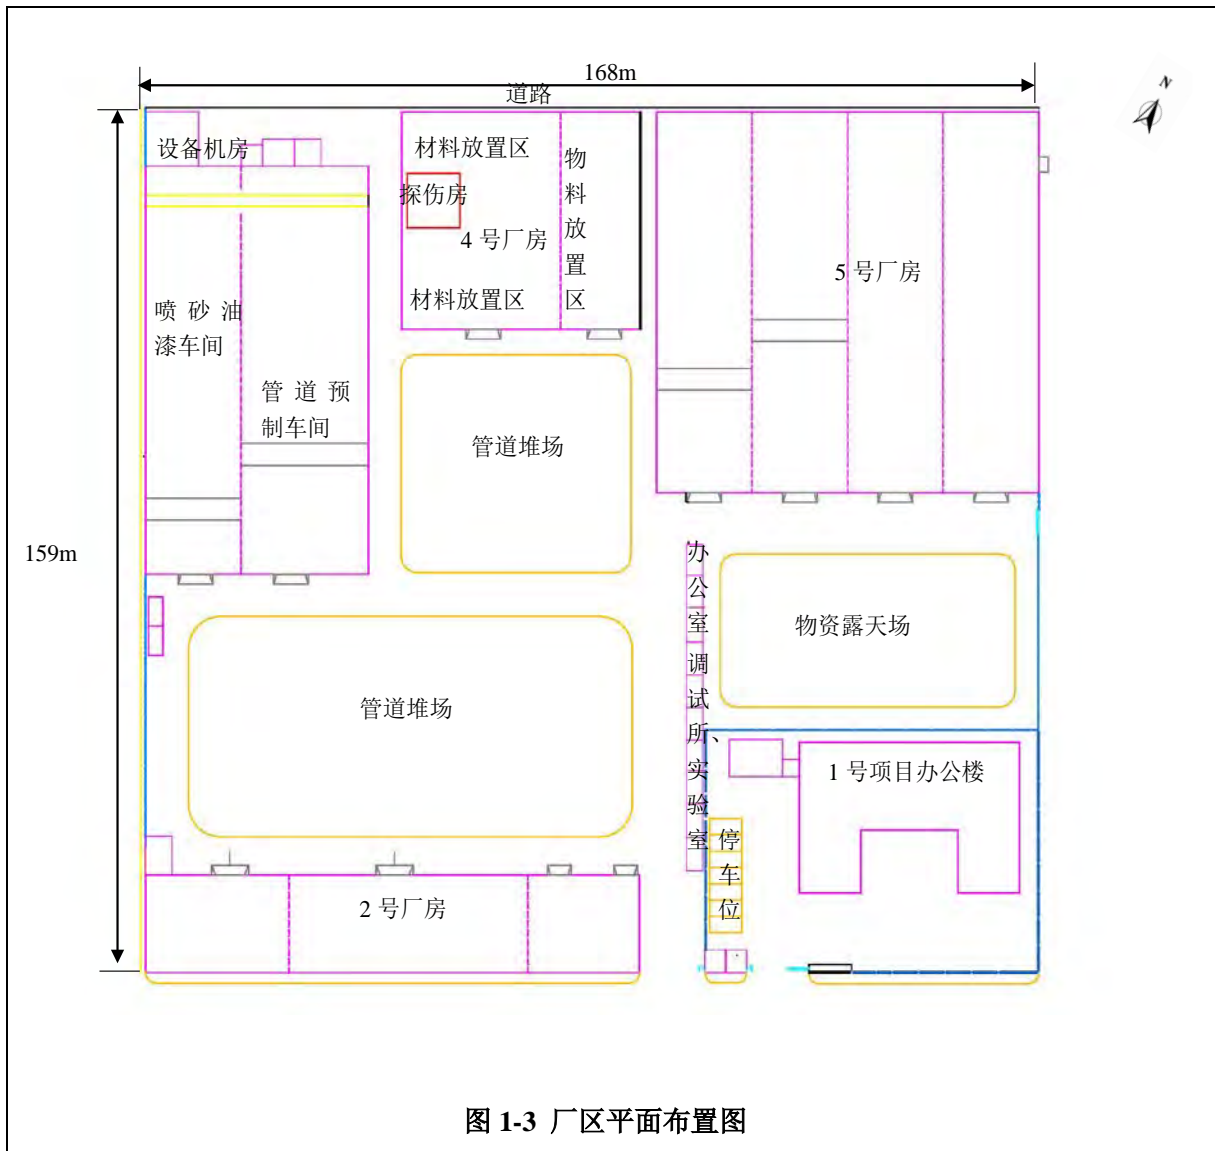 168m
N
道路
设备机房
材料放置区
物料放置区
探伤房
4 号厂房
材料放置区
5 号厂房
喷 砂 油
漆车间
管 道 预
制车间
管道堆场
159m
办公室调试所、实验室
物资露天场
管道堆场
1 号项目办公楼
停车位
2 号厂房
图 1-3 厂区平面布置图